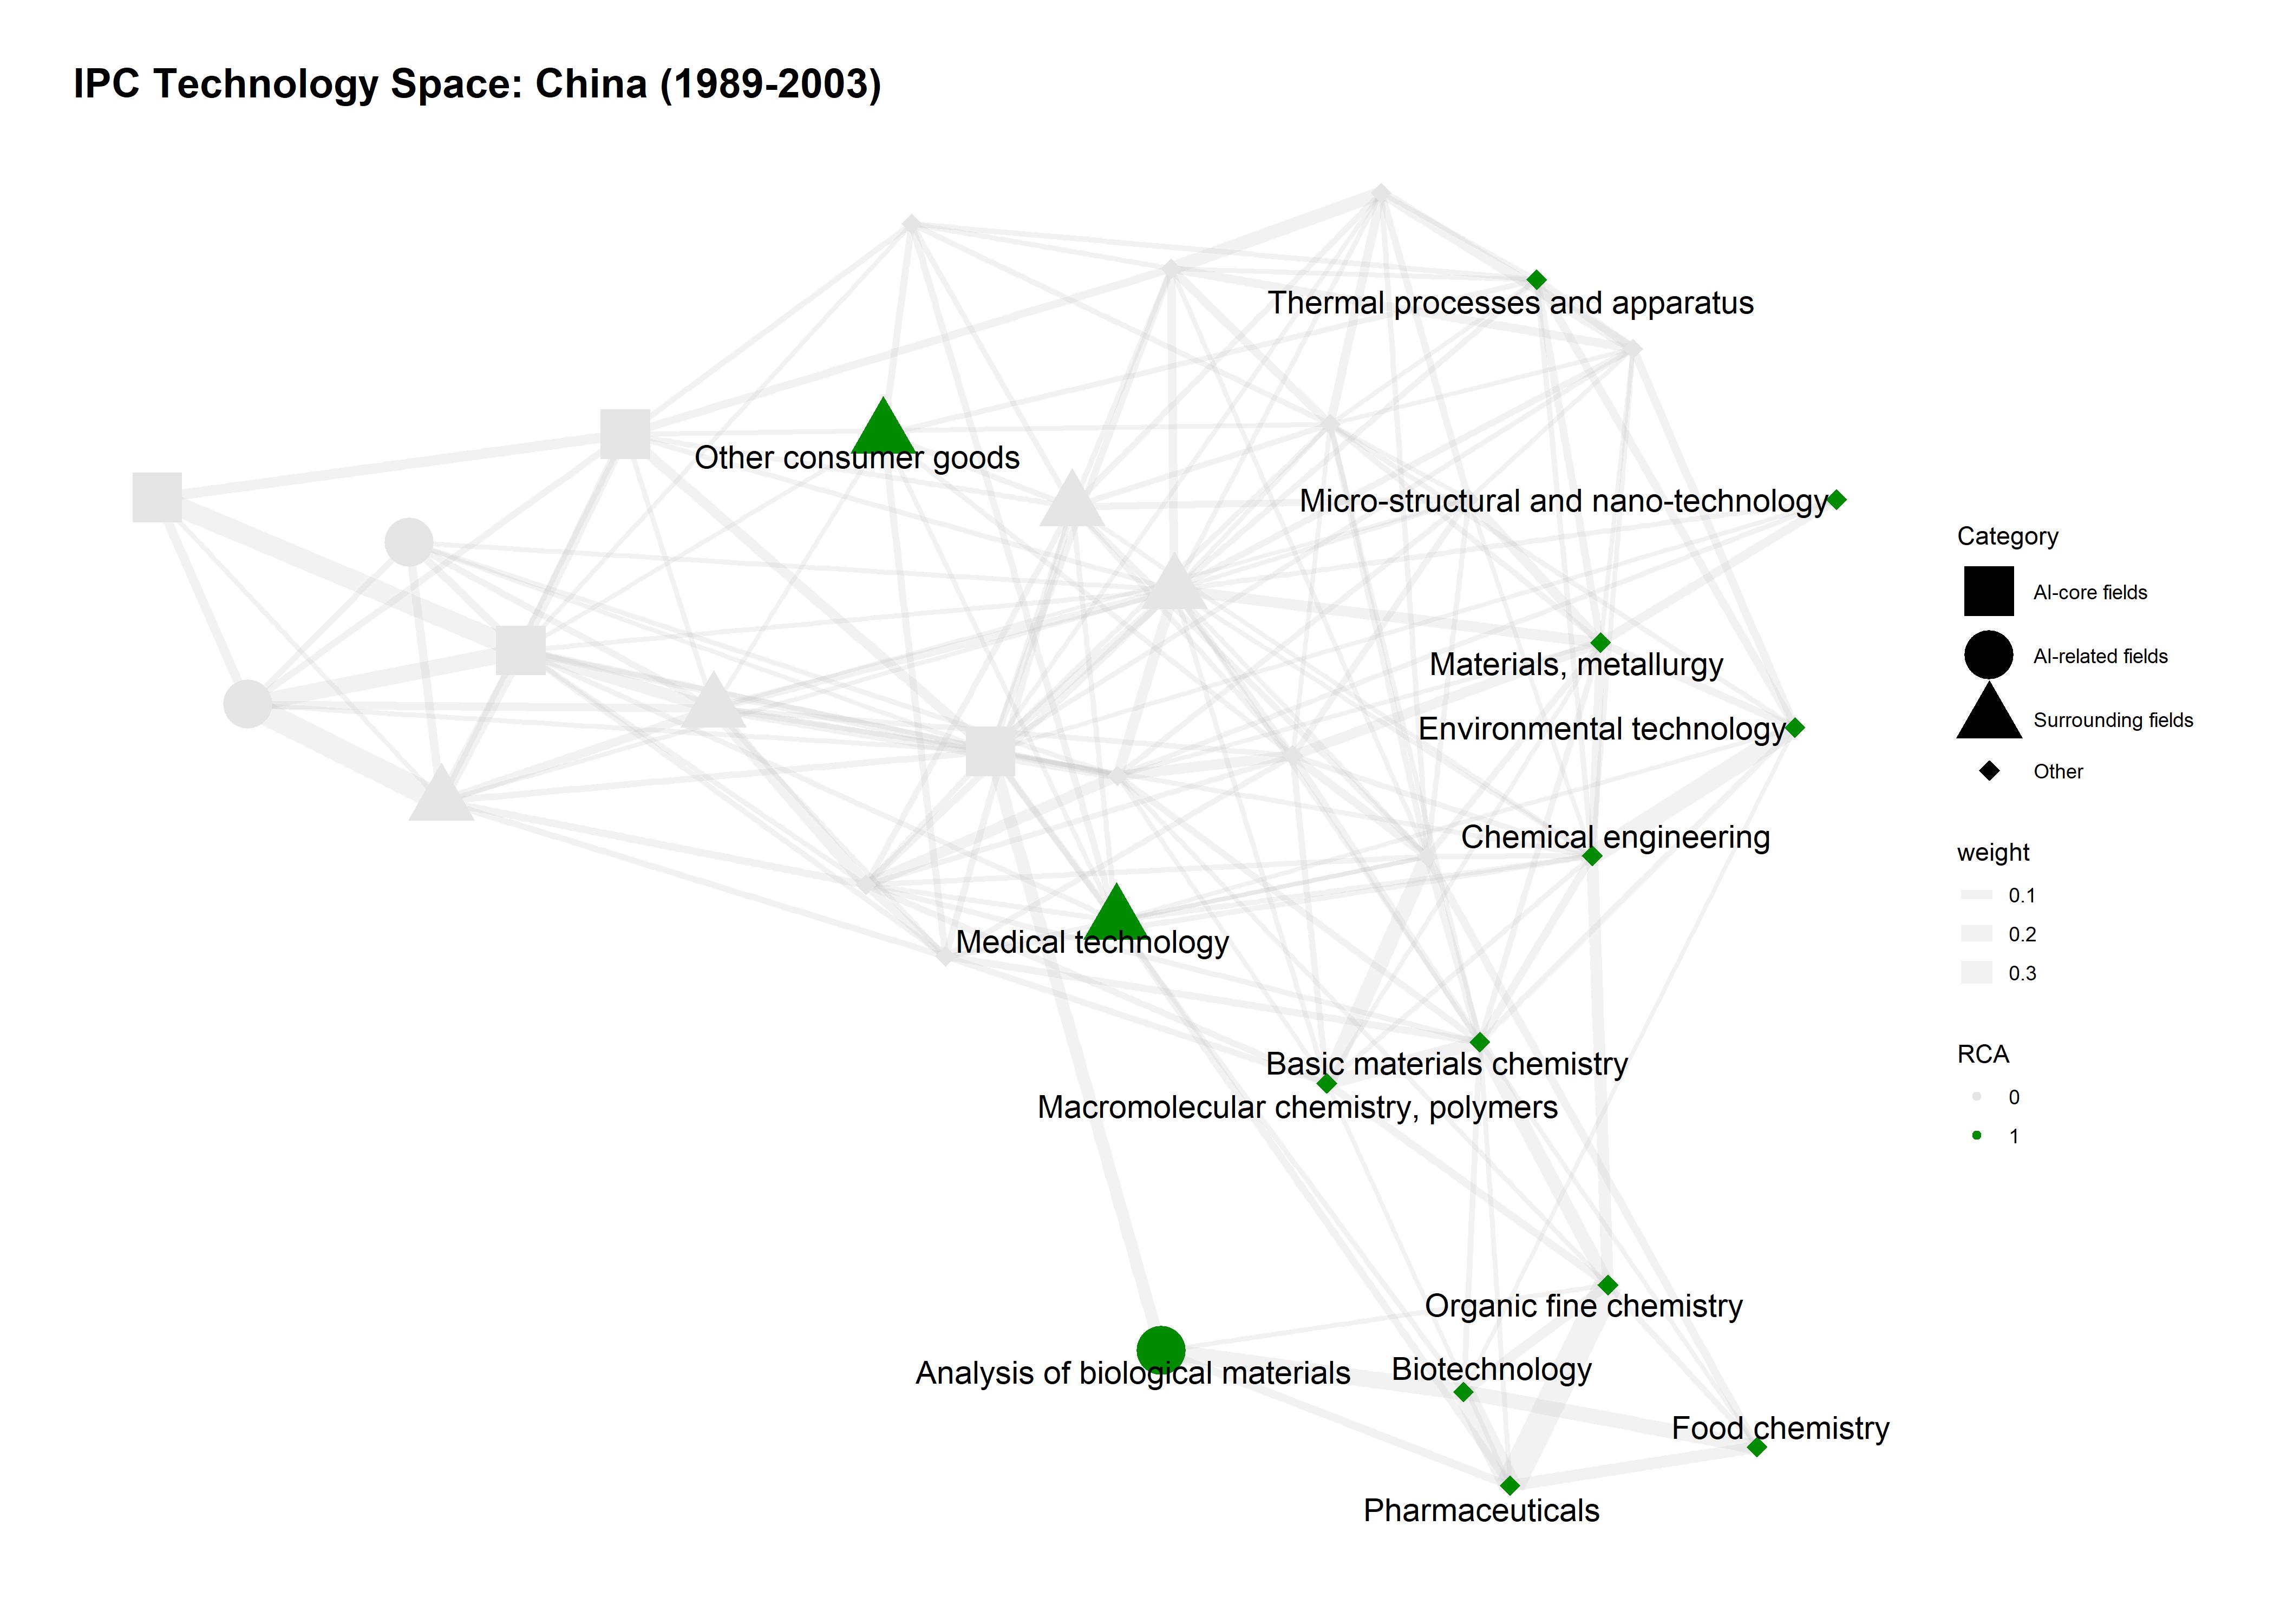 IPC Technology Space: China (1989-2003)
Thermal processes and apparatus
Other consumer goods
Micro-structural and nano-technology
Materials, metallurgy
Environmental technology
Chemical engineering
Medical technology
Basic materials chemistry
Macromolecular chemistry, polymers
Organic fine chemistry
Analysis of biological materials
Biotechnology
Food chemistry
Pharmaceuticals
Category
AI-core fields
AI-related fields
Surrounding fields
Other
weight
0.1
0.2
0.3
RCA
0
1